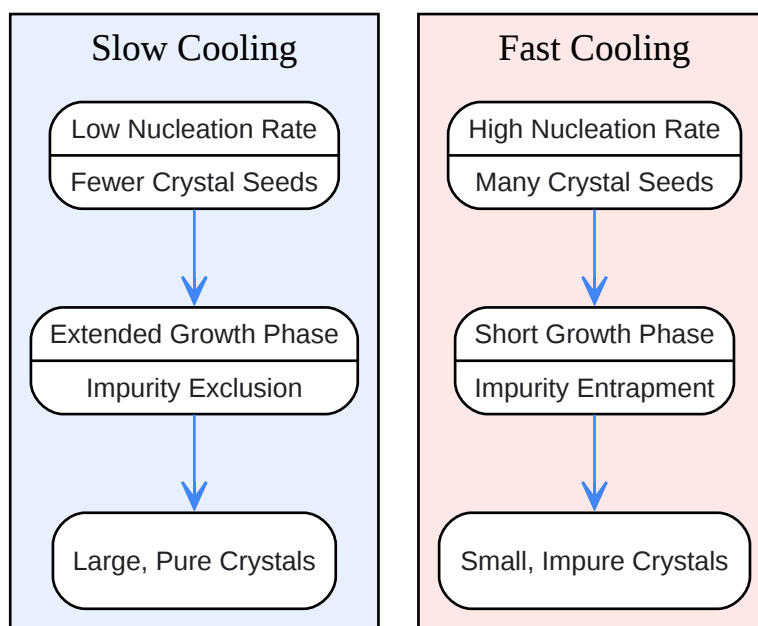 Slow Cooling
Low Nucleation Rate
Fewer Crystal Seeds
Extended Growth Phase
Impurity Exclusion
Large, Pure Crystals
Fast Cooling
High Nucleation Rate
Many Crystal Seeds
Short Growth Phase
Impurity Entrapment
Small, Impure Crystals